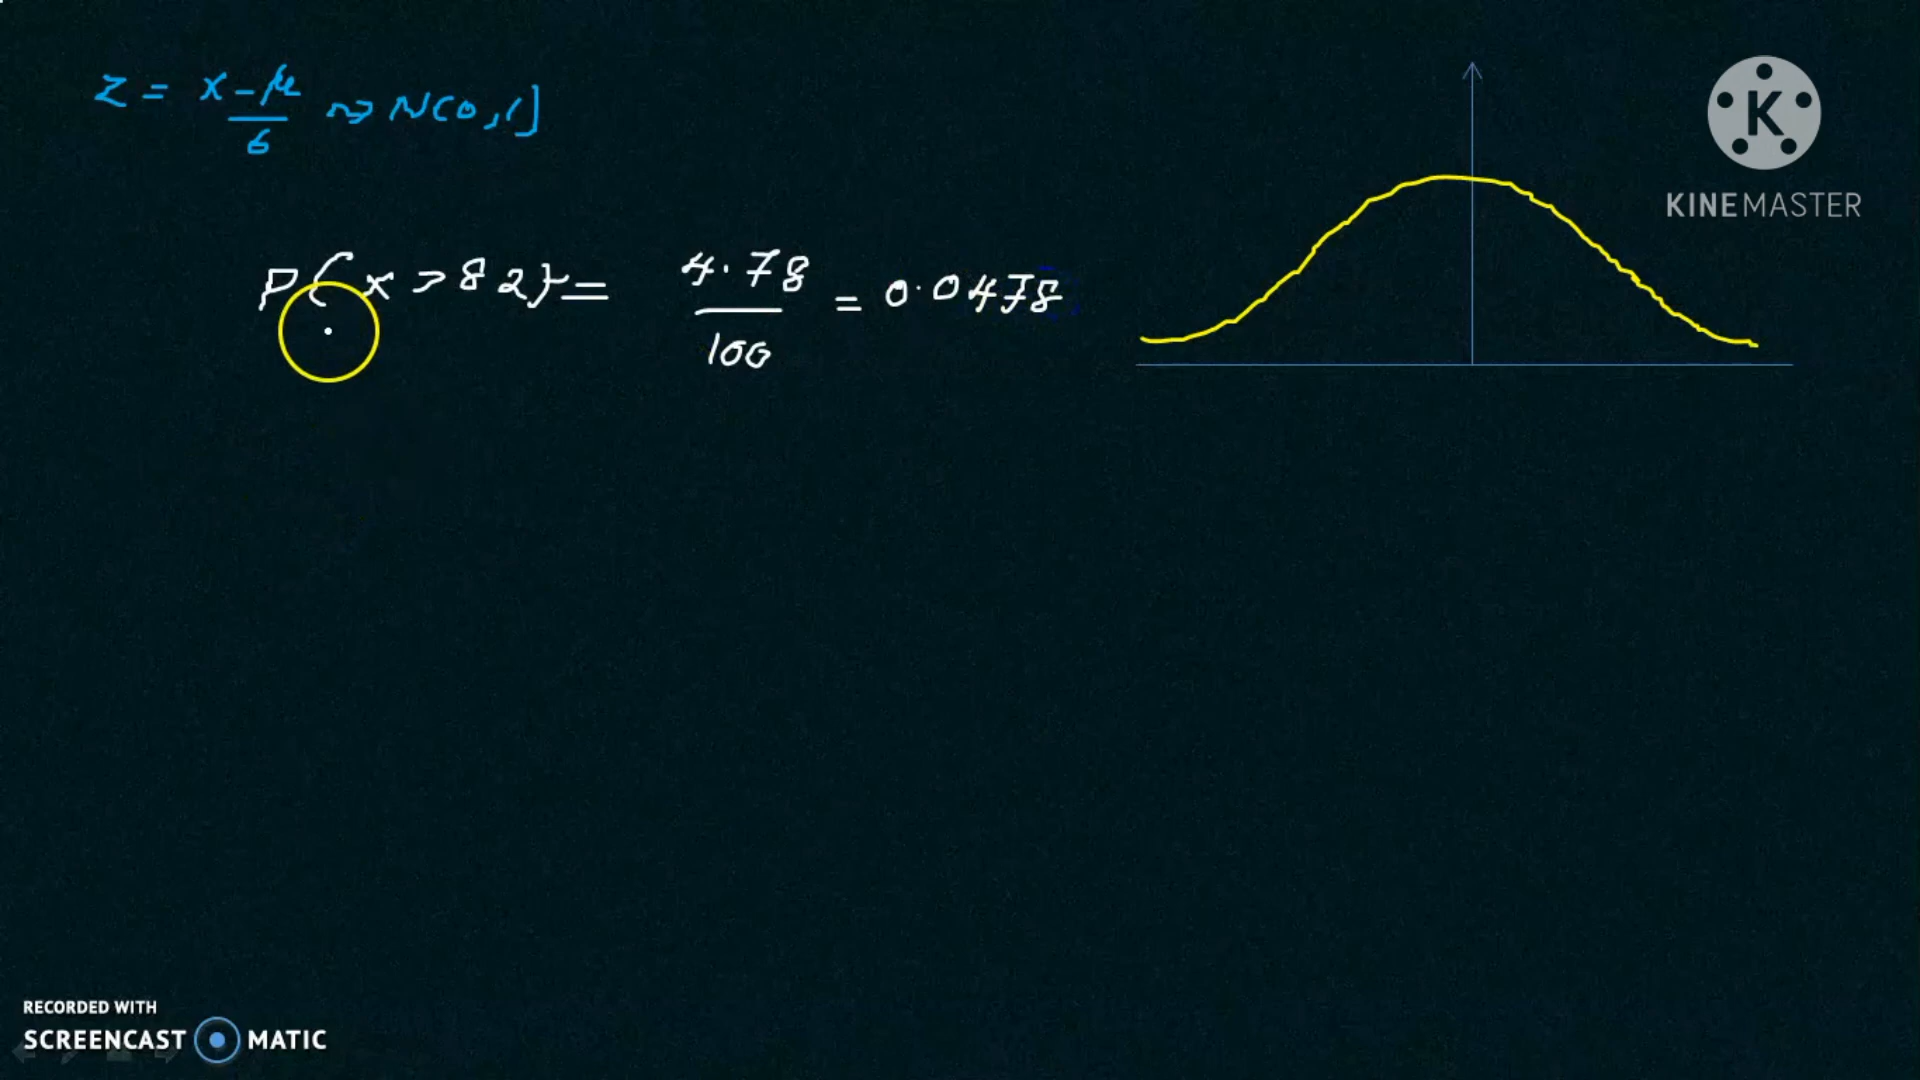 z = x - μ / σ ~> N(0,1]
P{x > 82} = 4.78 / 100 = 0.0478
KINEMASTER
RECORDED WITH
SCREENCAST MATIC